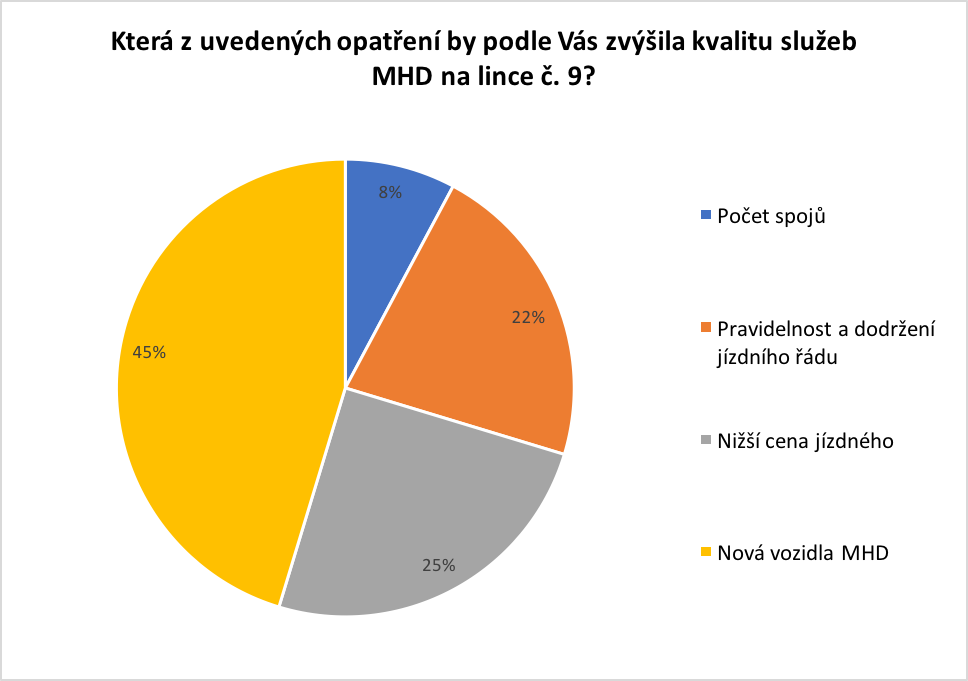 Která z uvedených opatření by podle Vás zvýšila kvalitu služeb
MHD na lince č. 9?
8%
22%
25%
45%
Počet spojů
Pravidelnost a dodržení
jízdního řádu
Nižší cena jízdného
Nová vozidla MHD